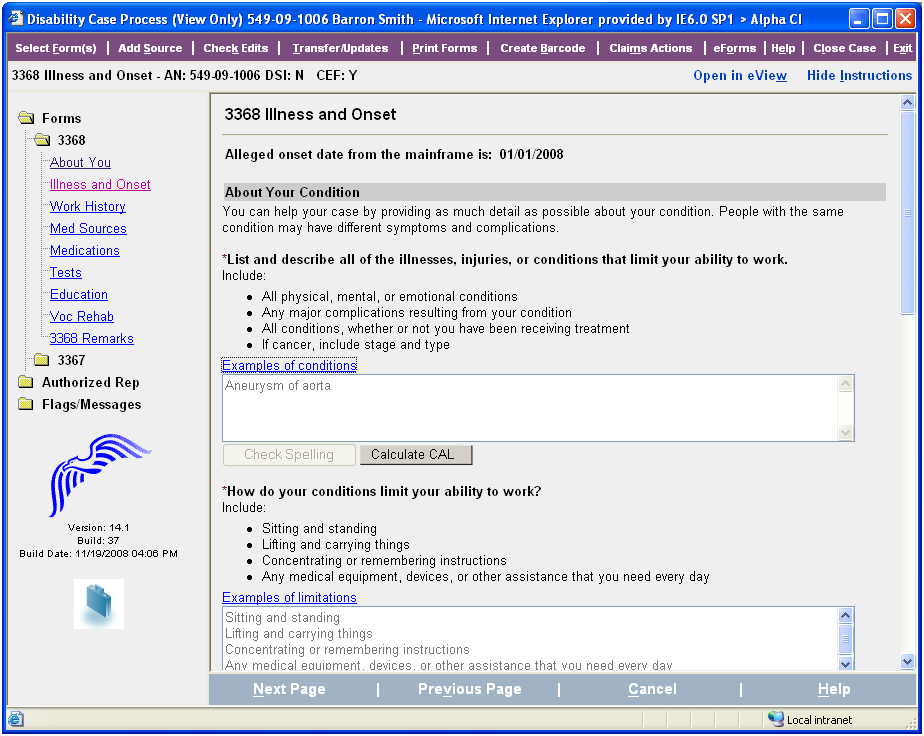 Disability Case Process (View Only) 549-09-1006 Barron Smith - Microsoft Internet Explorer provided by IE6.0 SP1 > Alpha CI
Select Form(s) | Add Source | Check Edits | Transfer/Updates | Print Forms | Create Barcode | Claims Actions | eForms | Help | Close Case | Exit
3368 Illness and Onset - AN: 549-09-1006 DSI: N CEF: Y
Open in eView Hide Instructions
Forms
3368
About You
Illness and Onset
Work History
Med Sources
Medications
Tests
Education
Voc Rehab
3368 Remarks
3367
Authorized Rep
Flags/Messages
Version: 14.1
Build: 37
Build Date: 11/19/2008 04:06 PM
3368 Illness and Onset
Alleged onset date from the mainframe is: 01/01/2008
About Your Condition
You can help your case by providing as much detail as possible about your condition. People with the same
condition may have different symptoms and complications.
*List and describe all of the illnesses, injuries, or conditions that limit your ability to work.
Include:
• All physical, mental, or emotional conditions
• Any major complications resulting from your condition
• All conditions, whether or not you have been receiving treatment
• If cancer, include stage and type
Examples of conditions
Aneurysm of aorta
Check Spelling Calculate CAL
*How do your conditions limit your ability to work?
Include:
• Sitting and standing
• Lifting and carrying things
• Concentrating or remembering instructions
• Any medical equipment, devices, or other assistance that you need every day
Examples of limitations
Sitting and standing
Lifting and carrying things
Concentrating or remembering instructions
Any medical equipment, devices, or other assistance that you need every day
Next Page | Previous Page | Cancel | Help
Local intranet